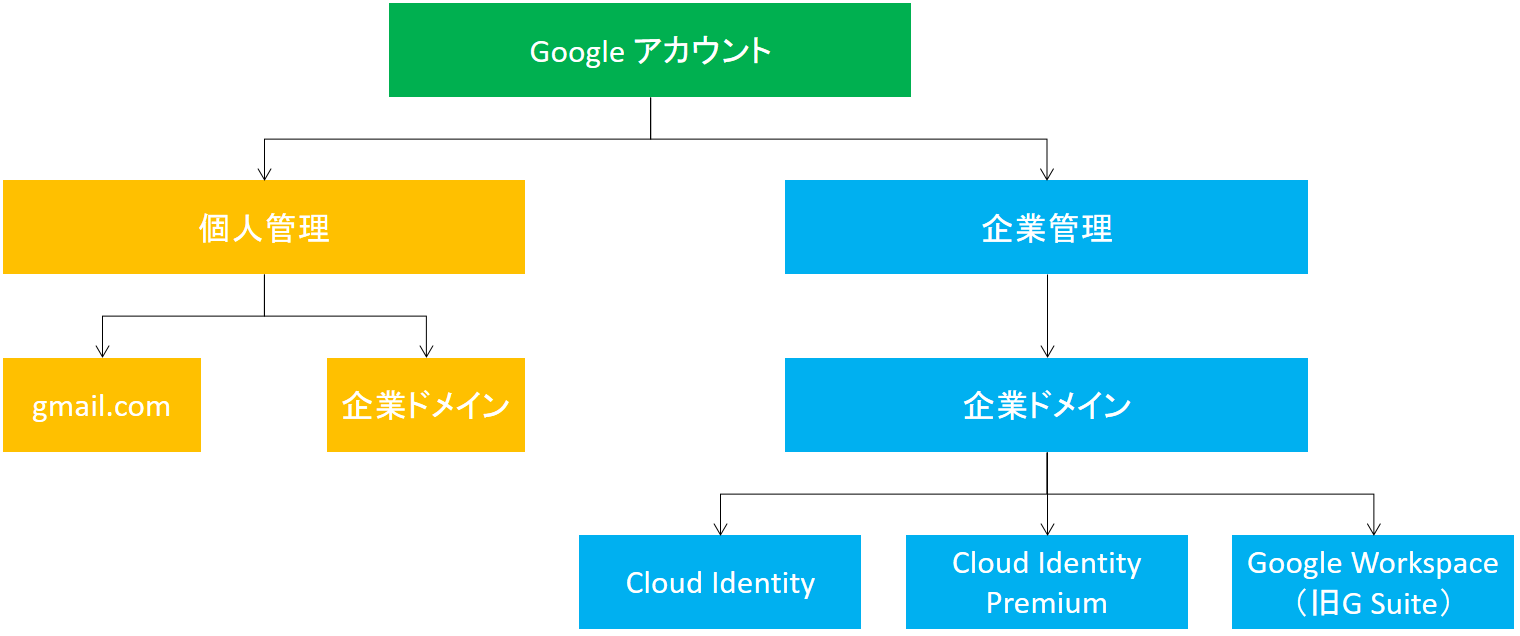 Google アカウント
個人管理
企業管理
gmail.com
企業ドメイン
企業ドメイン
Cloud Identity
Cloud Identity
Premium
Google Workspace
（旧G Suite）